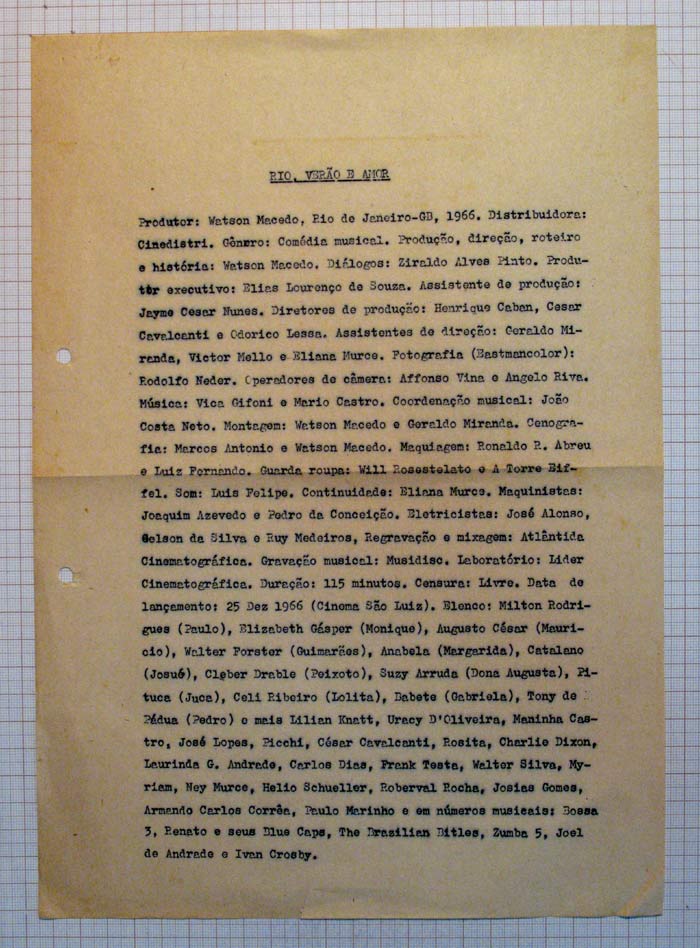 RIO, VERÃO E AMOR
Produtor: Watson Macedo, Rio de Janeiro-GB, 1966. Distribuidora:
Cinedistri. Gênero: Comédia musical. Produção, direção, roteiro
e história: Watson Macedo. Diálogos: Ziraldo Alves Pinto. Produ-
tor executivo: Elias Lourenço de Souza. Assistente de produção:
Jayme Cesar Nunes. Diretores de produção: Henrique Caban, Cesar
Cavalcanti e Odorico Lessa. Assistentes de direção: Geraldo Mi-
randa, Victor Mello e Eliana Murce. Fotografia (Eastmancolor):
Rodolfo Neder. Operadores de câmera: Affonso Vina e Angelo Riva.
Música: Vica Gifoni e Mario Castro. Coordenação musical: João
Costa Neto. Montagem: Watson Macedo e Geraldo Miranda. Cenogra-
fia: Marcos Antonio e Watson Macedo. Maquiagem: Ronaldo R. Abreu
e Luiz Fernando. Guarda roupa: Will Rosestelato e A Torre Eif-
fel. Som: Luis Felipe. Continuidade: Eliana Murce. Maquinistas:
Joaquim Azevedo e Pedro da Conceição. Eletricistas: José Alonso,
Gelson da Silva e Ruy Medeiros, Regravação e mixagem: Atlântida
Cinematográfica. Gravação musical: Musidisc. Laboratório: Lider
Cinematográfica. Duração: 115 minutos. Censura: Livre. Data de
lançamento: 25 Dez 1966 (Cinema São Luiz). Elenco: Milton Rodri-
gues (Paulo), Elizabeth Gásper (Monique), Augusto César (Mauri-
cio), Walter Forster (Guimarães), Anabela (Margarida), Catalano
(Josué), Cleber Drable (Peixoto), Suzy Arruda (Dona Augusta), Pi-
tuca (Juca), Celi Ribeiro (Lolita), Babete (Gabriela), Tony de
Pádua (Pedro) e mais Lilian Knatt, Uracy D'Oliveira, Maninha Cas-
tro, José Lopes, Picchi, César Cavalcanti, Rosita, Charlie Dixon,
Laurinda G. Andrade, Carlos Dias, Frank Testa, Walter Silva, My-
riam, Ney Murce, Helio Schueller, Roberval Rocha, Josias Gomes,
Armando Carlos Corrêa, Paulo Marinho e em números musicais: Bossa
3, Renato e seus Blue Caps, The Brazilian Bitles, Zumba 5, Joel
de Andrade e Ivan Crosby.